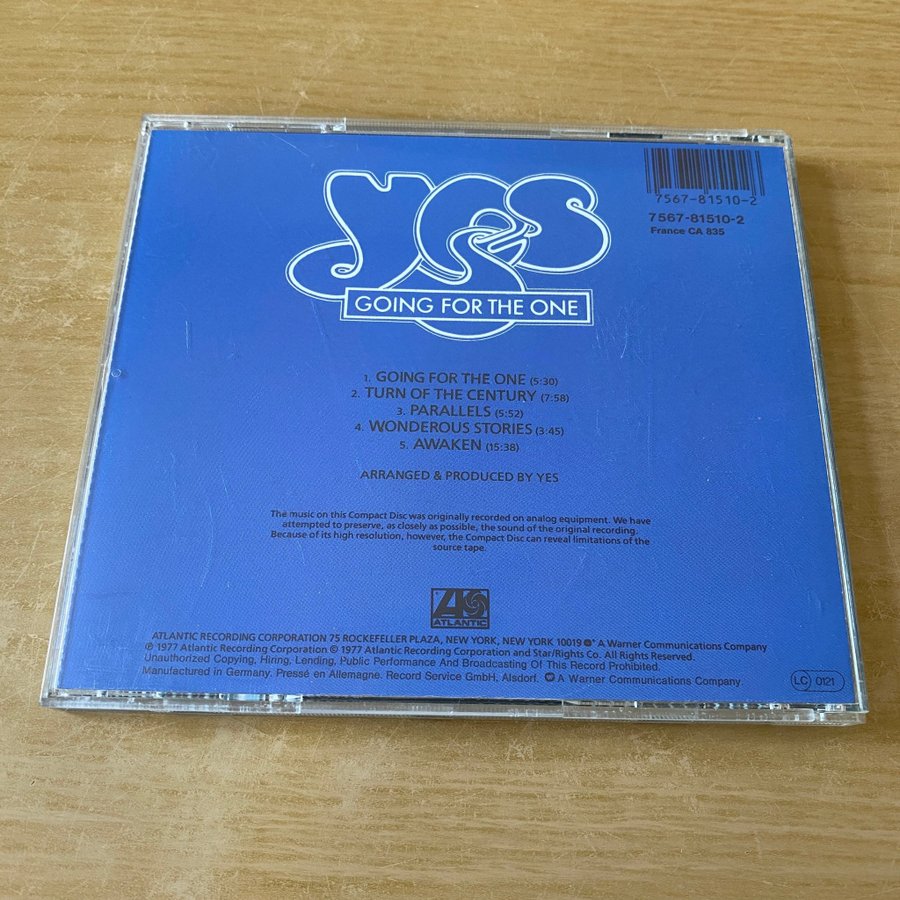 yes
GOING FOR THE ONE
7567-81510-2
7567-81510-2
France CA 835
1. GOING FOR THE ONE (5:30)
2. TURN OF THE CENTURY (7:58)
3. PARALLELS (5:52)
4. WONDEROUS STORIES (3:45)
5. AWAKEN (15:38)
ARRANGED & PRODUCED BY YES
The music on this Compact Disc was originally recorded on analog equipment. We have
attempted to preserve, as closely as possible, the sound of the original recording.
Because of its high resolution, however, the Compact Disc can reveal limitations of the
source tape.
ATLANTIC
ATLANTIC RECORDING CORPORATION 75 ROCKEFELLER PLAZA, NEW YORK, NEW YORK 10019 A Warner Communications Company
℗ 1977 Atlantic Recording Corporation © 1977 Atlantic Recording Corporation and Star/Rights Co. All Rights Reserved.
Unauthorized Copying, Hiring, Lending, Public Performance And Broadcasting Of This Record Prohibited.
Manufactured in Germany. Pressé en Allemagne. Record Service GmbH, Alsdorf. A Warner Communications Company
LC 0121